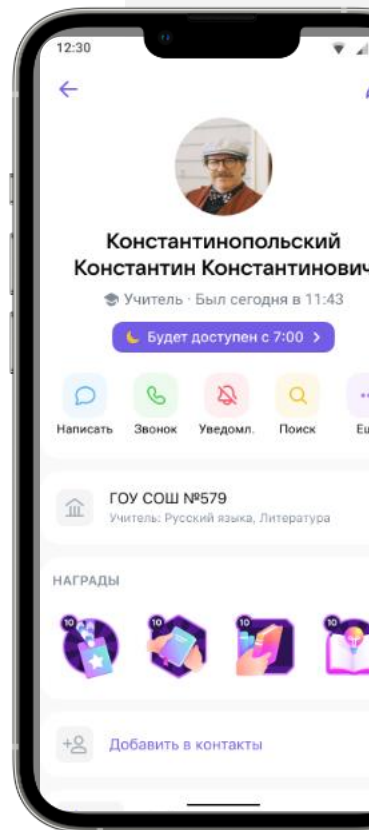 12:30
Константинопольский
Константин Константинович
Учитель · Был сегодня в 11:43
Будет доступен с 7:00 >
Написать Звонок Уведомл. Поиск
ГОУ СОШ №579
Учитель: Русский языка, Литература
НАГРАДЫ
10 10 10 10
Добавить в контакты